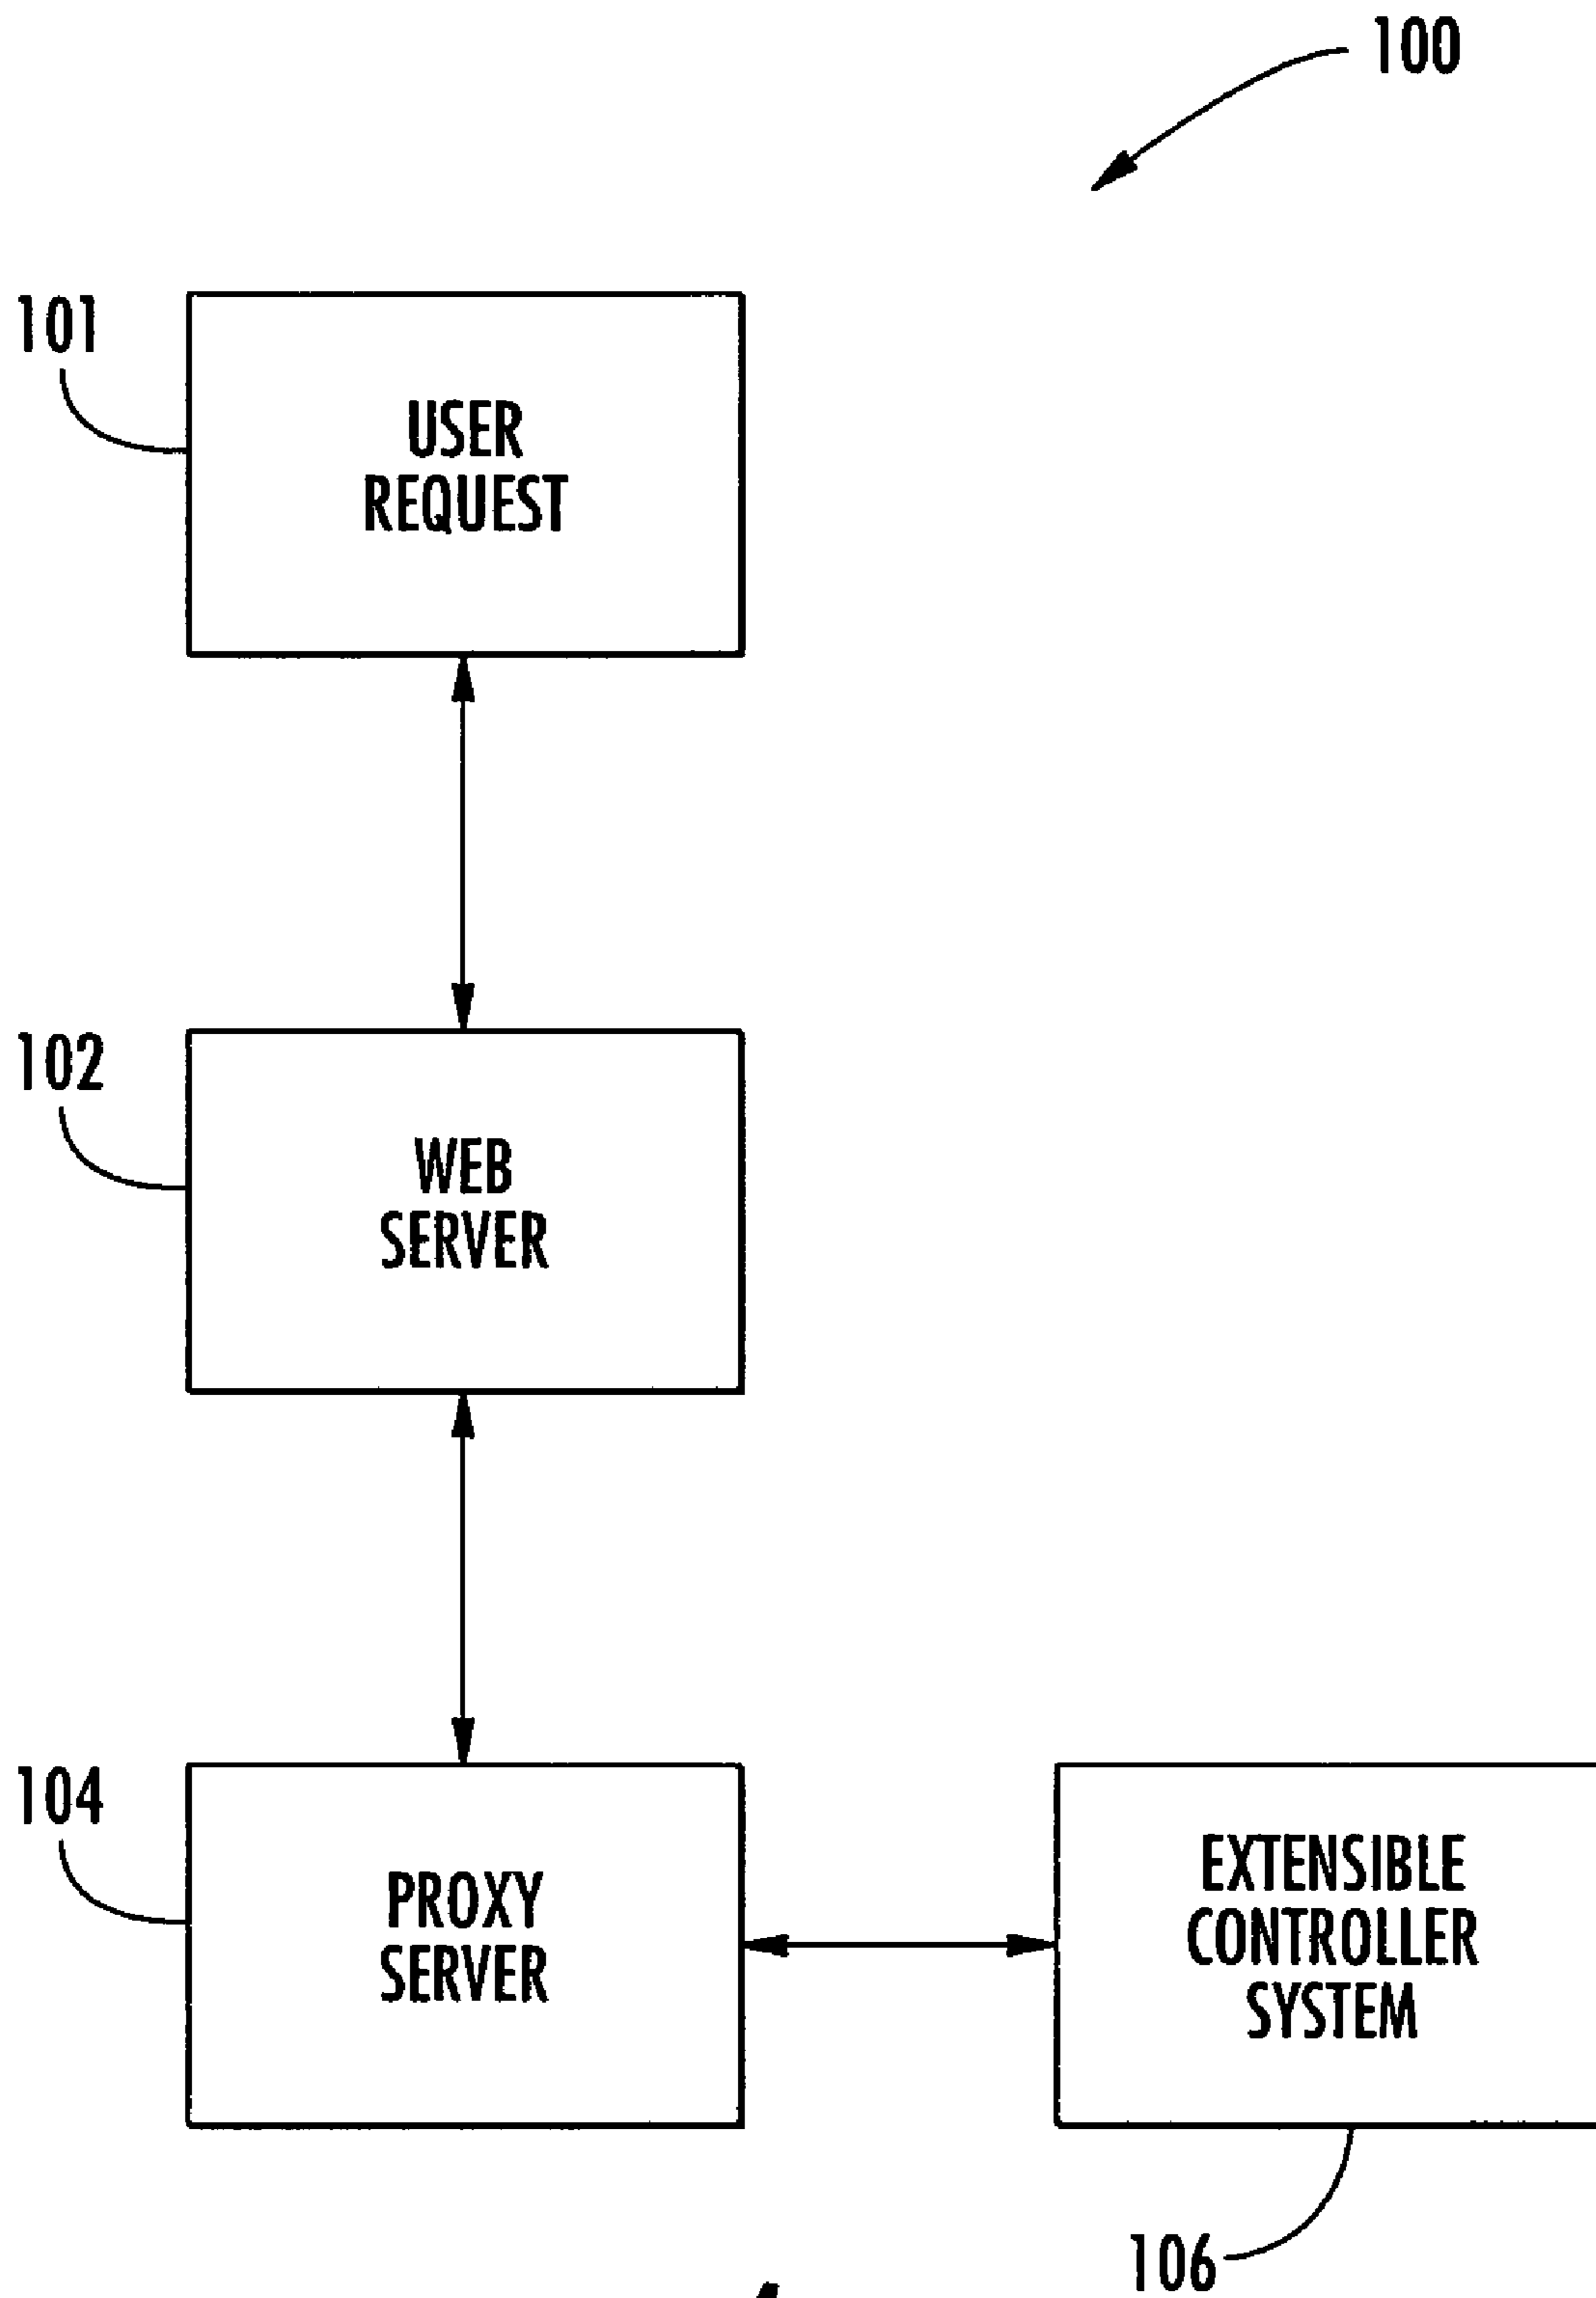 100
101
USER
REQUEST
102
WEB
SERVER
104
PROXY
SERVER
EXTENSIBLE
CONTROLLER
SYSTEM
106